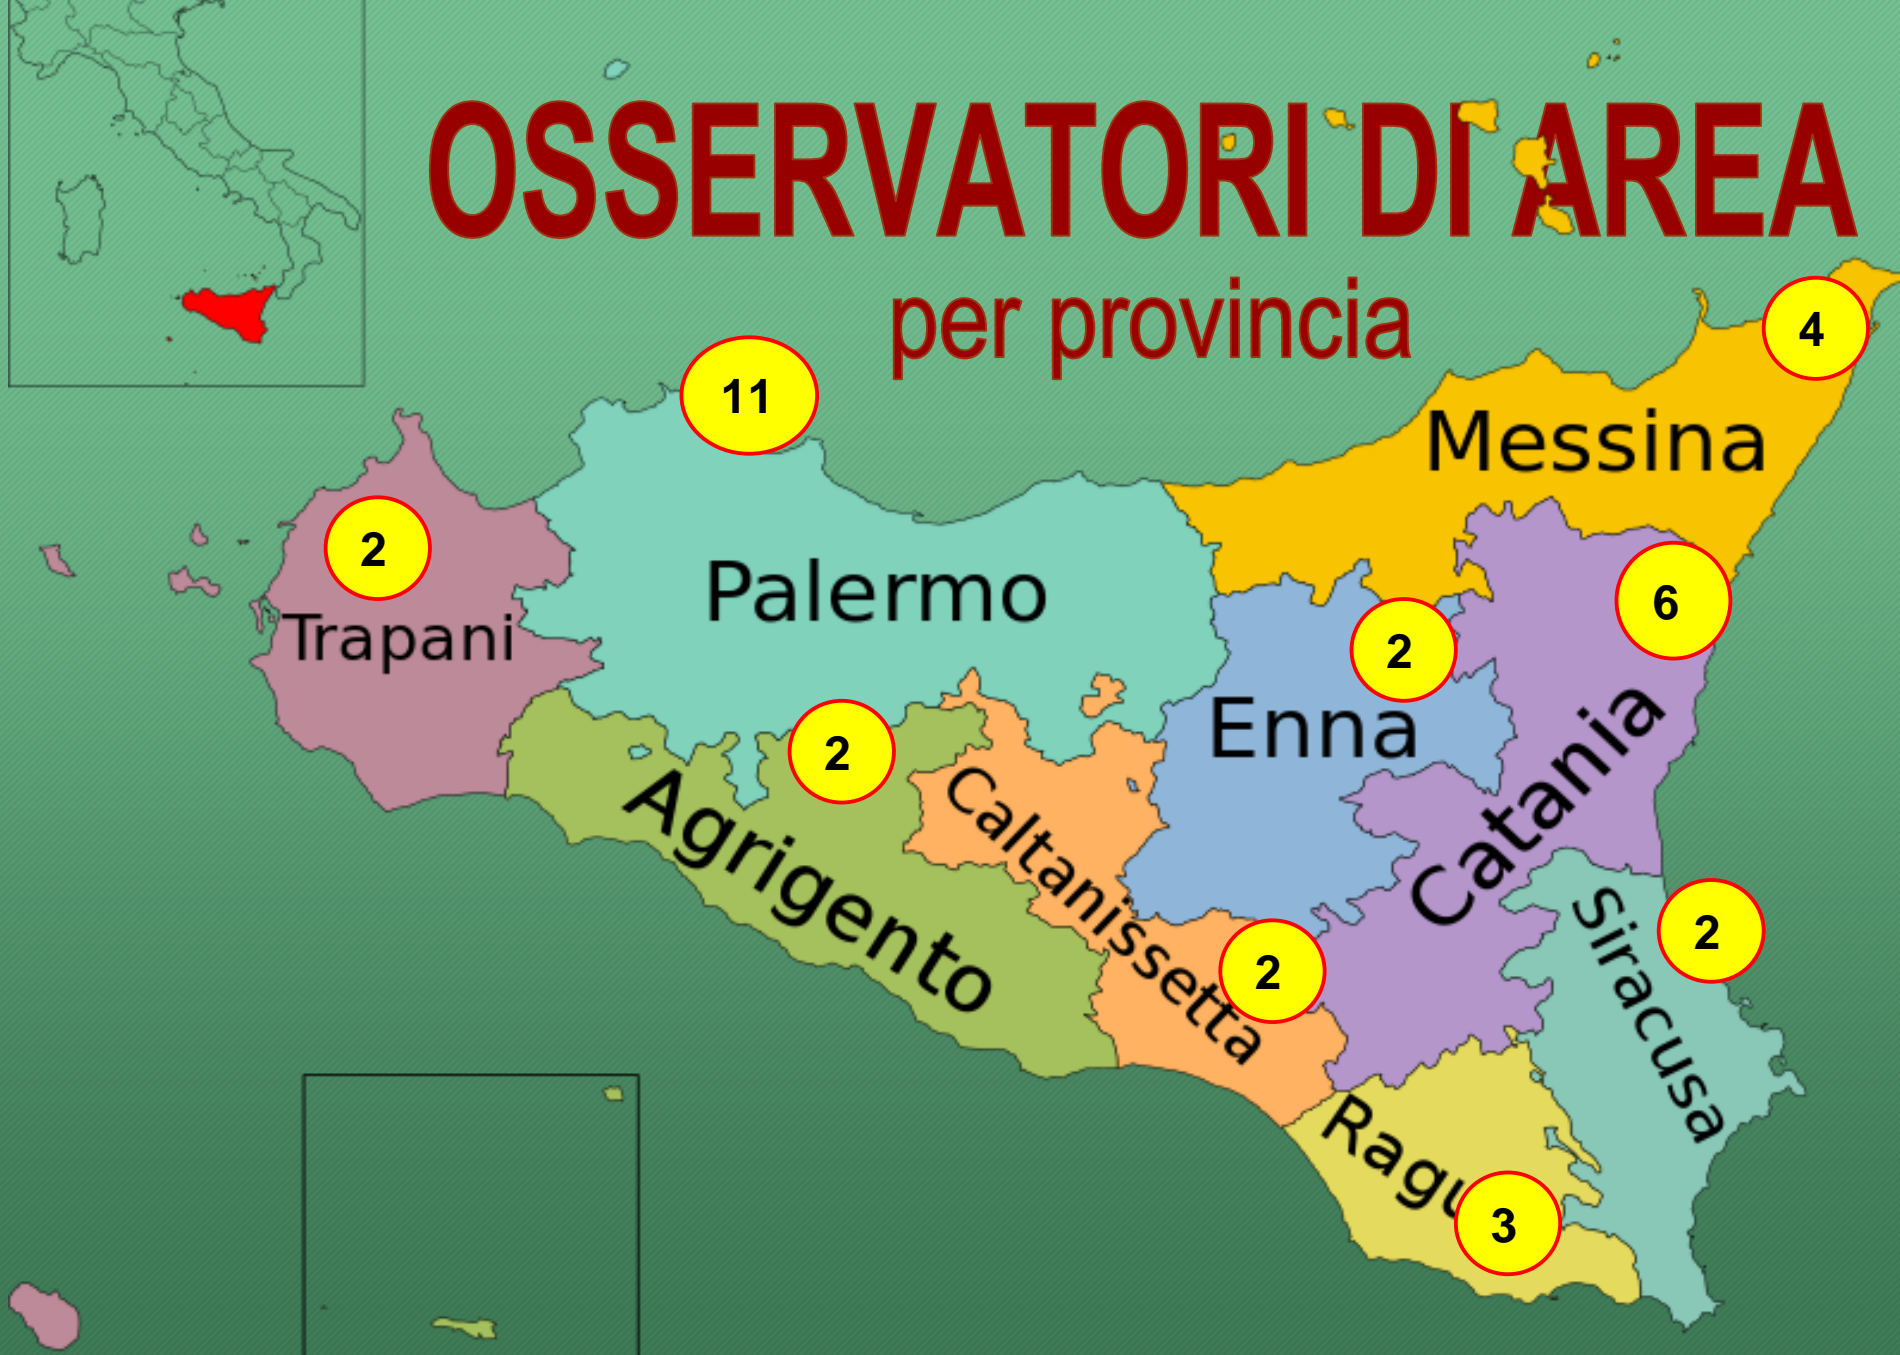 OSSERVATORI DI AREA
per provincia
4
11
Messina
2
Palermo
6
Trapani
2
Enna
2
Catania
Agrigento
Caltanissetta
Siracusa
2
2
Ragu
3